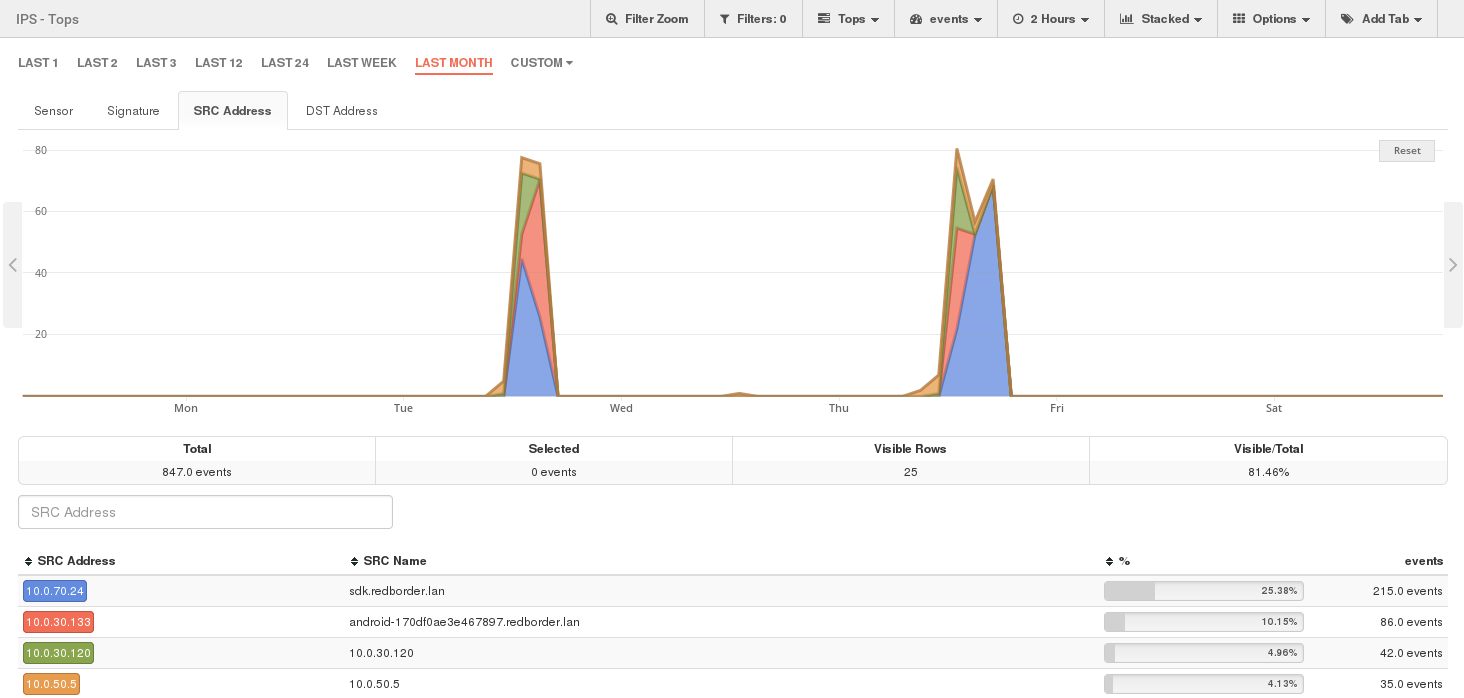 IPS - Tops Filter Zoom Filters: 0 Tops events 2 Hours Stacked Options Add Tab
LAST 1 LAST 2 LAST 3 LAST 12 LAST 24 LAST WEEK LAST MONTH CUSTOM
Sensor Signature SRC Address DST Address
80 Reset
60
40
20
Mon Tue Wed Thu Fri Sat
Total Selected Visible Rows Visible/Total
847.0 events 0 events 25 81.46%
SRC Address
SRC Address SRC Name % events
10.0.70.24 sdk.redborder.lan 25.38% 215.0 events
10.0.30.133 android-170df0ae3e467897.redborder.lan 10.15% 86.0 events
10.0.30.120 10.0.30.120 4.96% 42.0 events
10.0.50.5 10.0.50.5 4.13% 35.0 events